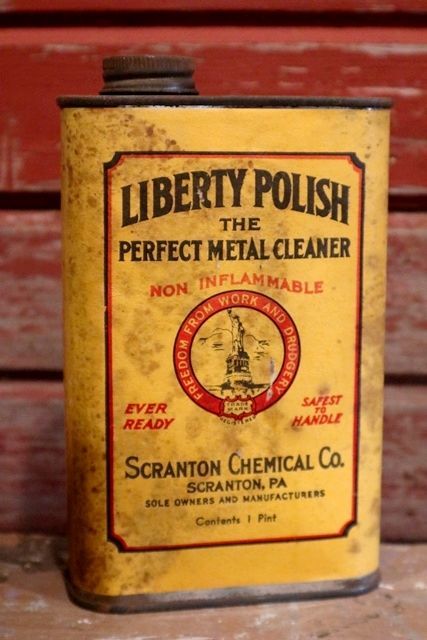 LIBERTY POLISH
THE
PERFECT METAL CLEANER
NON INFLAMMABLE
FREEDOM FROM WORK AND DRUDGERY
TRADE
MARK
REGISTERED
EVER
READY
SAFEST
TO
HANDLE
SCRANTON CHEMICAL CO.
SCRANTON, PA
SOLE OWNERS AND MANUFACTURERS
Contents 1 Pint